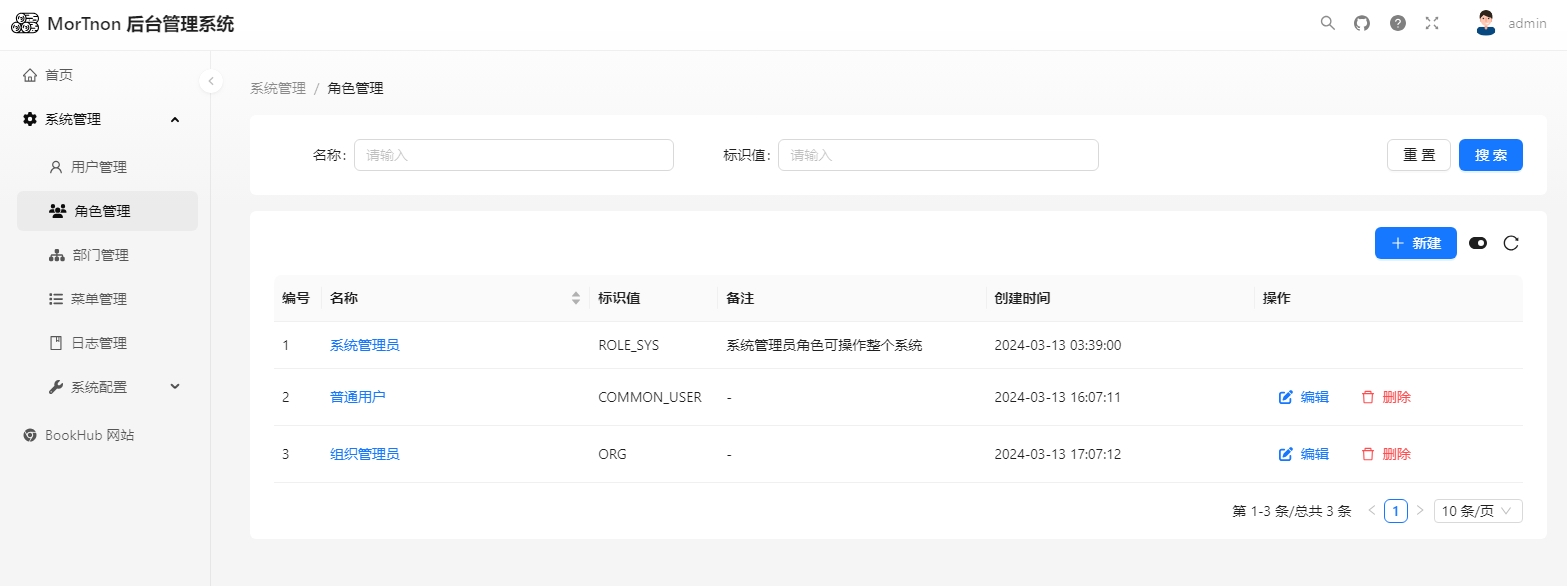 MorTnon 后台管理系统
admin
首页
系统管理
用户管理
角色管理
部门管理
菜单管理
日志管理
系统配置
BookHub 网站
系统管理 / 角色管理
名称: 请输入 标识值: 请输入 重 置 搜 索
新建
编号 名称 标识值 备注 创建时间 操作
1 系统管理员 ROLE_SYS 系统管理员角色可操作整个系统 2024-03-13 03:39:00
2 普通用户 COMMON_USER - 2024-03-13 16:07:11 编辑 删除
3 组织管理员 ORG - 2024-03-13 17:07:12 编辑 删除
第 1-3 条/总共 3 条 < 1 > 10 条/页